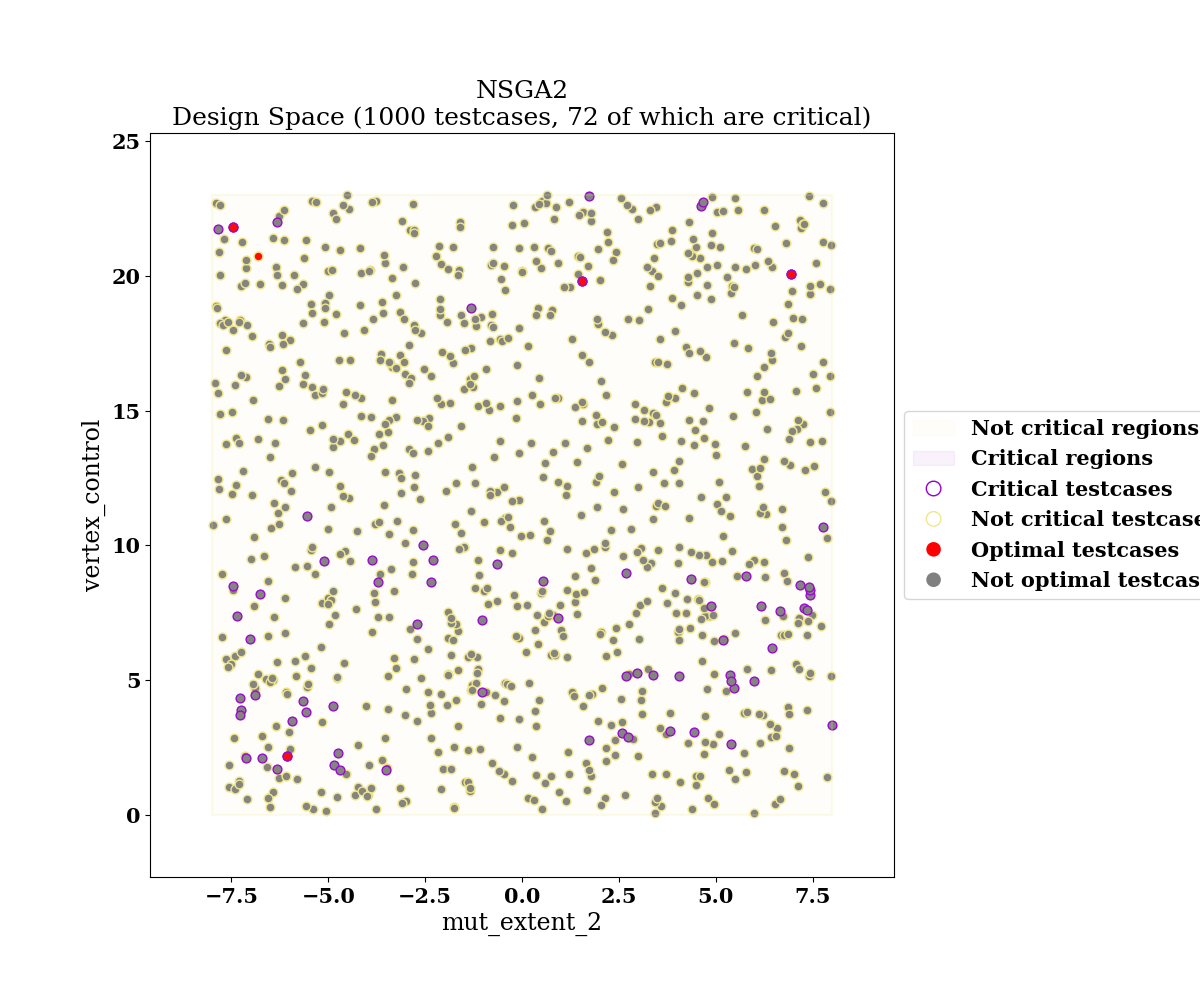 NSGA2
Design Space (1000 testcases, 72 of which are critical)
25
20
15
10
5
0
vertex_control
−7.5
−5.0
−2.5
0.0
2.5
5.0
7.5
mut_extent_2
Not critical regions
Critical regions
Critical testcases
Not critical testcase
Optimal testcases
Not optimal testcas